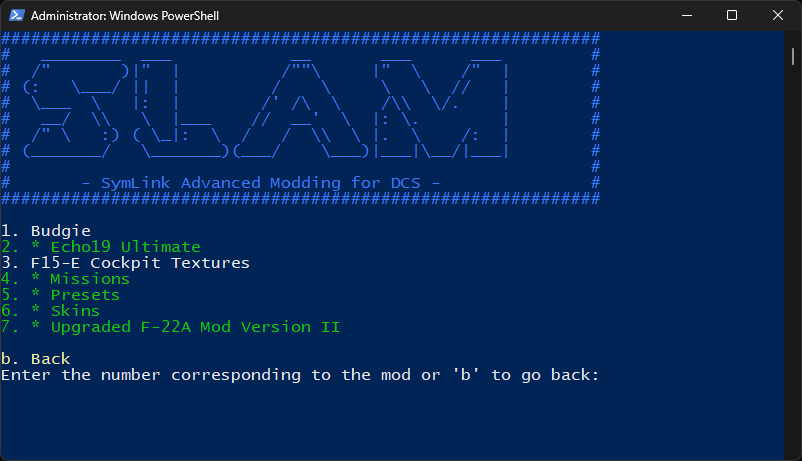 Administrator: Windows PowerShell
SLAM
- SymLink Advanced Modding for DCS -
1. Budgie
2. * Echo19 Ultimate
3. F15-E Cockpit Textures
4. * Missions
5. * Presets
6. * Skins
7. * Upgraded F-22A Mod Version II
b. Back
Enter the number corresponding to the mod or 'b' to go back: